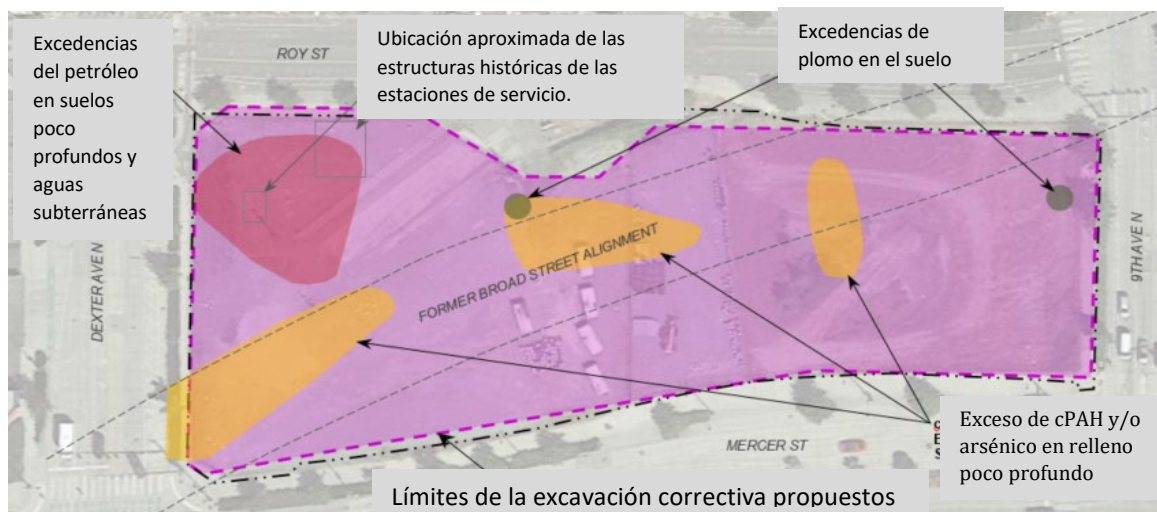 Excedencias
del petróleo
en suelos
poco
profundos y
aguas
subterráneas
ROY ST
Ubicación aproximada de las
estructuras históricas de las
estaciones de servicio.
Excedencias de
plomo en el suelo
DEXTER AVE N
FORMER BROAD STREET ALIGNMENT
9TH AVE N
MERCER ST
Exceso de cPAH y/o
arsénico en relleno
poco profundo
Límites de la excavación correctiva propuestos